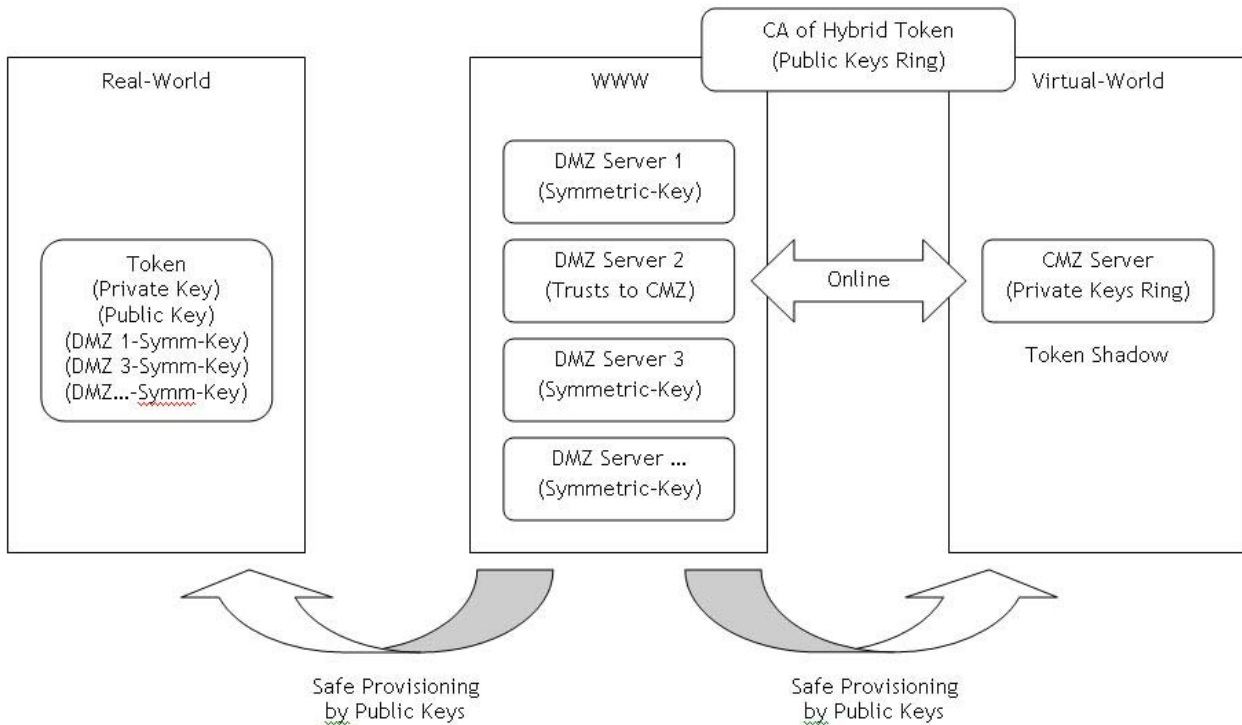 CA of Hybrid Token
(Public Keys Ring)
Real-World
WWW
Virtual-World
DMZ Server 1
(Symmetric-Key)
Token
(Private Key)
(Public Key)
(DMZ 1-Symm-Key)
(DMZ 3-Symm-Key)
(DMZ...-Symm-Key)
DMZ Server 2
(Trusts to CMZ)
Online
CMZ Server
(Private Keys Ring)
Token Shadow
DMZ Server 3
(Symmetric-Key)
DMZ Server ...
(Symmetric-Key)
Safe Provisioning
by Public Keys
Safe Provisioning
by Public Keys